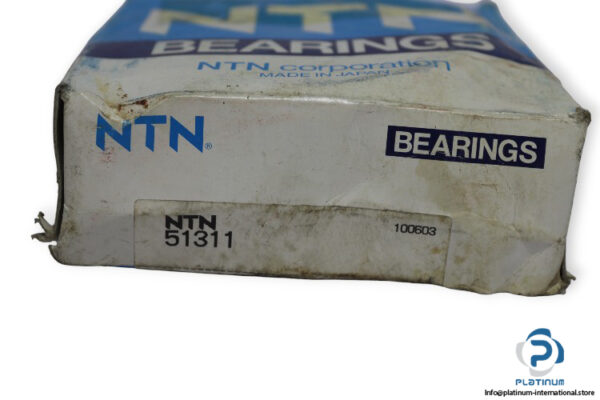 NTN
BEARINGS
NTN corporation
MADE IN JAPAN
NTN® BEARINGS
NTN
51311 100603
PLATINUM
Info@platinum-international.store